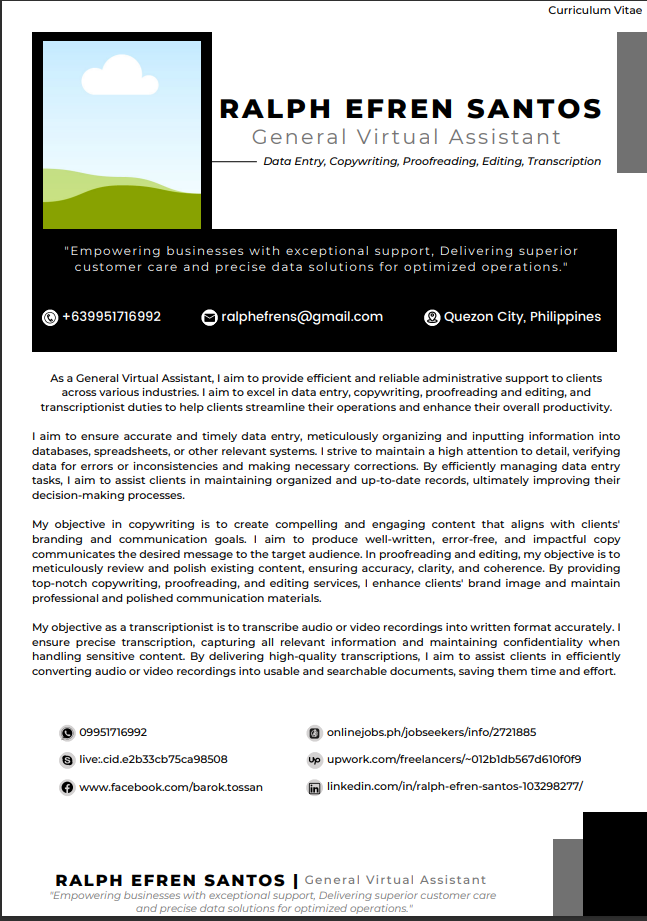 Curriculum Vitae
RALPH EFREN SANTOS
General Virtual Assistant
Data Entry, Copywriting, Proofreading, Editing, Transcription
"Empowering businesses with exceptional support, Delivering superior
customer care and precise data solutions for optimized operations."
+639951716992 ralphefrens@gmail.com Quezon City, Philippines
As a General Virtual Assistant, I aim to provide efficient and reliable administrative support to clients
across various industries. I aim to excel in data entry, copywriting, proofreading and editing, and
transcriptionist duties to help clients streamline their operations and enhance their overall productivity.
I aim to ensure accurate and timely data entry, meticulously organizing and inputting information into
databases, spreadsheets, or other relevant systems. I strive to maintain a high attention to detail, verifying
data for errors or inconsistencies and making necessary corrections. By efficiently managing data entry
tasks, I aim to assist clients in maintaining organized and up-to-date records, ultimately improving their
decision-making processes.
My objective in copywriting is to create compelling and engaging content that aligns with clients'
branding and communication goals. I aim to produce well-written, error-free, and impactful copy
communicates the desired message to the target audience. In proofreading and editing, my objective is to
meticulously review and polish existing content, ensuring accuracy, clarity, and coherence. By providing
top-notch copywriting, proofreading, and editing services, I enhance clients' brand image and maintain
professional and polished communication materials.
My objective as a transcriptionist is to transcribe audio or video recordings into written format accurately. I
ensure precise transcription, capturing all relevant information and maintaining confidentiality when
handling sensitive content. By delivering high-quality transcriptions, I aim to assist clients in efficiently
converting audio or video recordings into usable and searchable documents, saving them time and effort.
09951716992 onlinejobs.ph/jobseekers/info/2721885
live:.cid.e2b33cb75ca98508 upwork.com/freelancers/~012b1db567d610f0f9
www.facebook.com/barok.tossan linkedin.com/in/ralph-efren-santos-103298277/
RALPH EFREN SANTOS | General Virtual Assistant
"Empowering businesses with exceptional support, Delivering superior customer care
and precise data solutions for optimized operations."